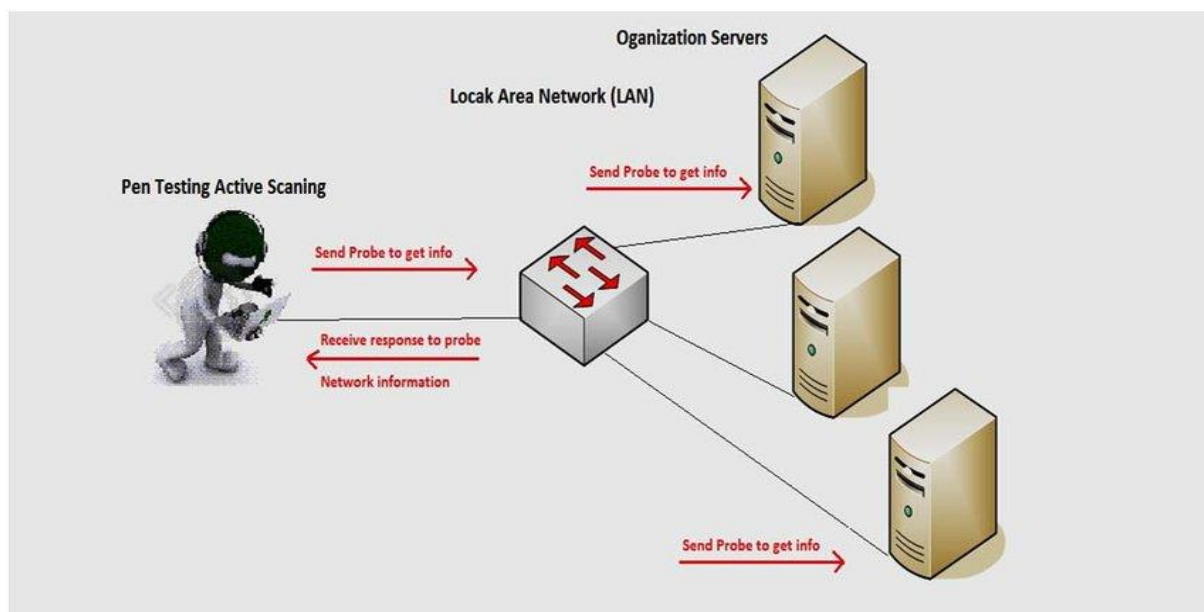 Oganization Servers
Locak Area Network (LAN)
Send Probe to get info
Pen Testing Active Scaning
Send Probe to get info
Receive response to probe
Network information
Send Probe to get info